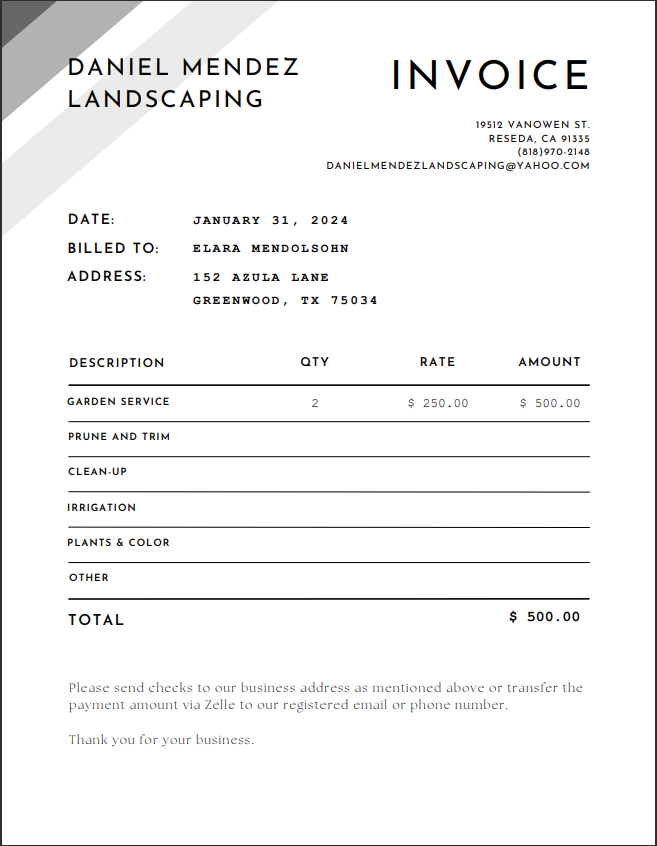 DANIEL MENDEZ
LANDSCAPING
INVOICE
19512 VANOWEN ST.
RESEDA, CA 91335
(818)970-2148
DANIELMENDEZLANDSCAPING@YAHOO.COM
DATE: JANUARY 31, 2024
BILLED TO: ELARA MENDOLSOHN
ADDRESS: 152 AZULA LANE
GREENWOOD, TX 75034
DESCRIPTION QTY RATE AMOUNT
GARDEN SERVICE 2 $ 250.00 $ 500.00
PRUNE AND TRIM
CLEAN-UP
IRRIGATION
PLANTS & COLOR
OTHER
TOTAL $ 500.00
Please send checks to our business address as mentioned above or transfer the
payment amount via Zelle to our registered email or phone number.
Thank you for your business.